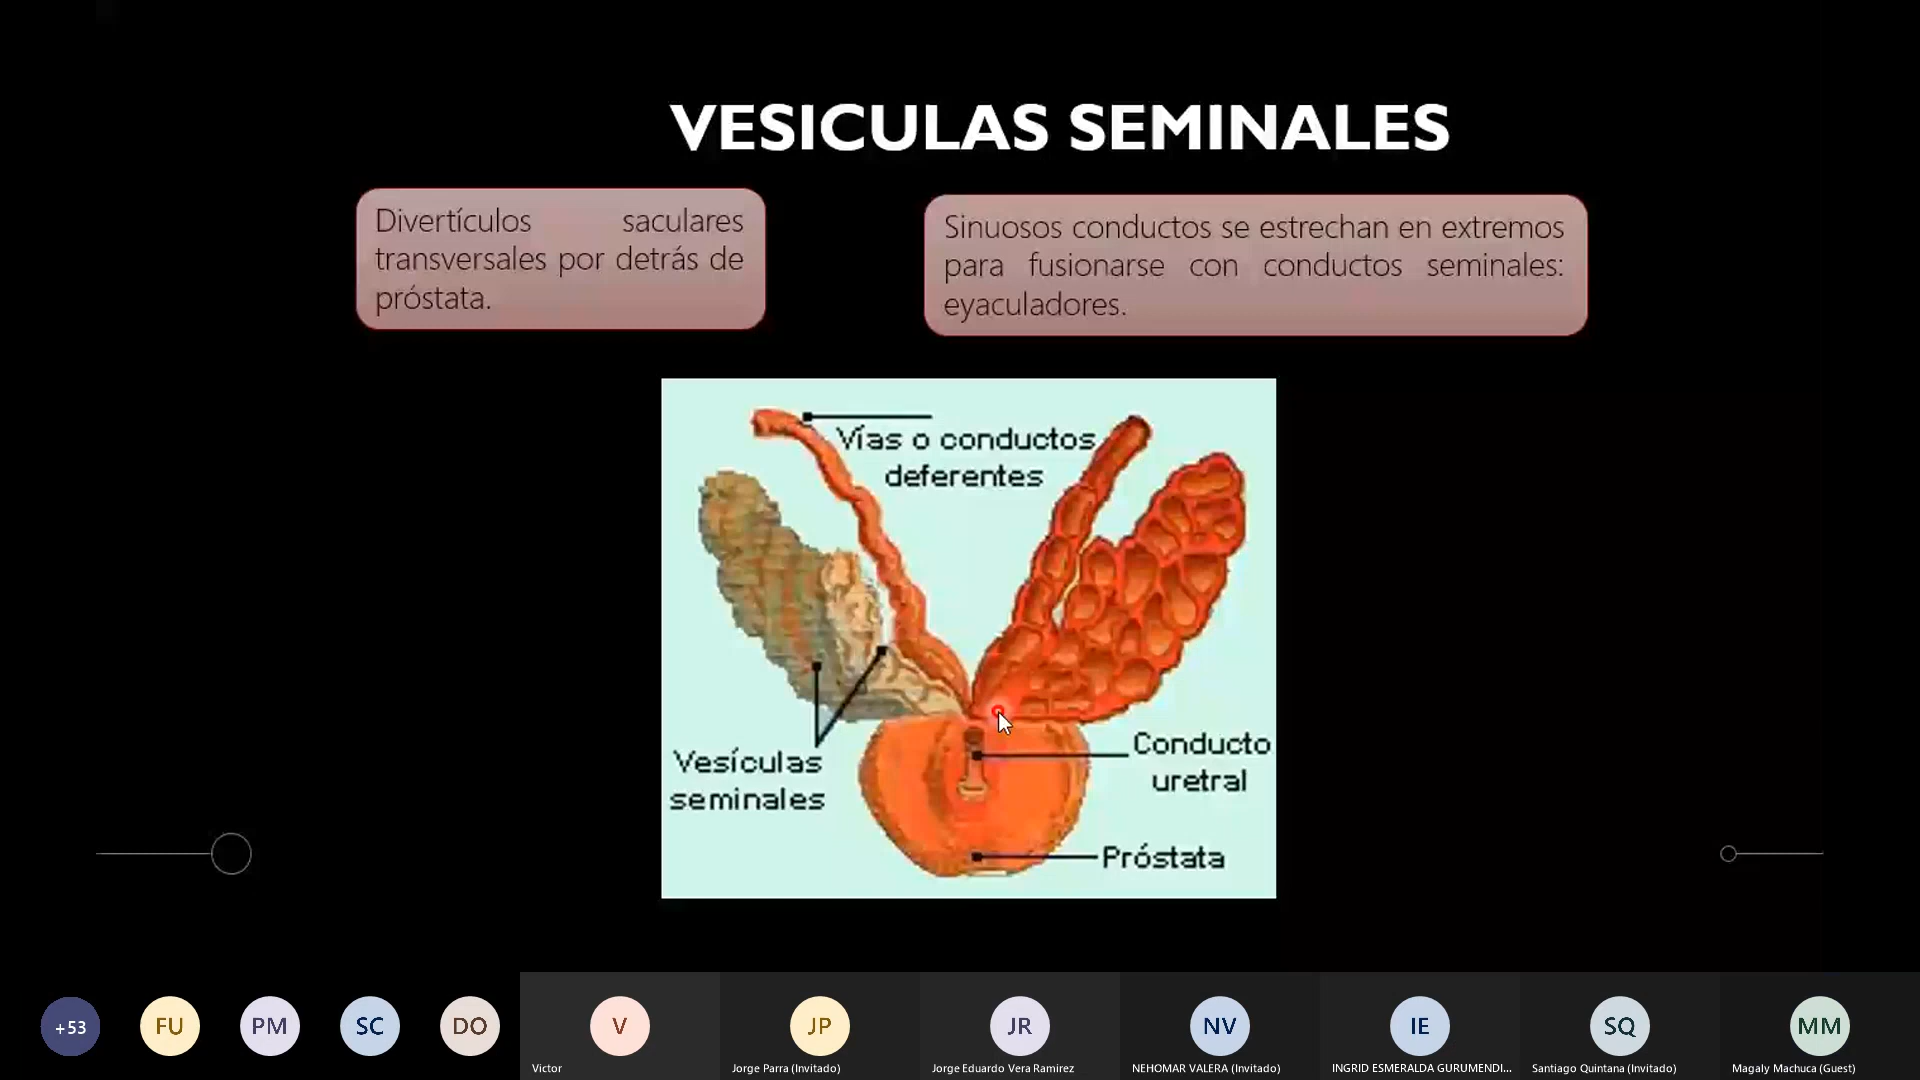 VESICULAS SEMINALES
Divertículos saculares
transversales por detrás de
próstata.
Sinuosos conductos se estrechan en extremos
para fusionarse con conductos seminales:
eyaculadores.
Vías o conductos
deferentes
Vesículas
seminales
Conducto
uretral
Próstata
+53
FU
PM
SC
DO
V
JP
JR
NV
IE
SQ
MM
Victor
Jorge Parra (Invitado)
Jorge Eduardo Vera Ramirez
NEHOMAR VALERA (Invitado)
INGRID ESMERALDA GURUMENDI...
Santiago Quintana (Invitado)
Magaly Machuca (Guest)